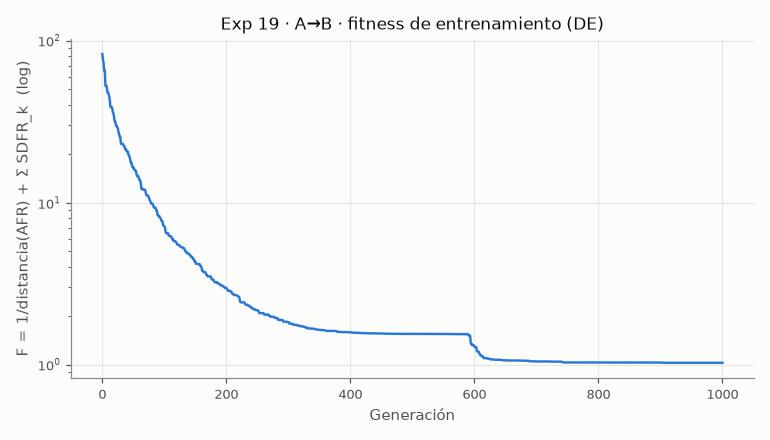 Exp 19 · A→B · fitness de entrenamiento (DE)
F = 1/distancia(AFR) + Σ SDFR_k (log)
10²
10¹
10⁰
0 200 400 600 800 1000
Generación